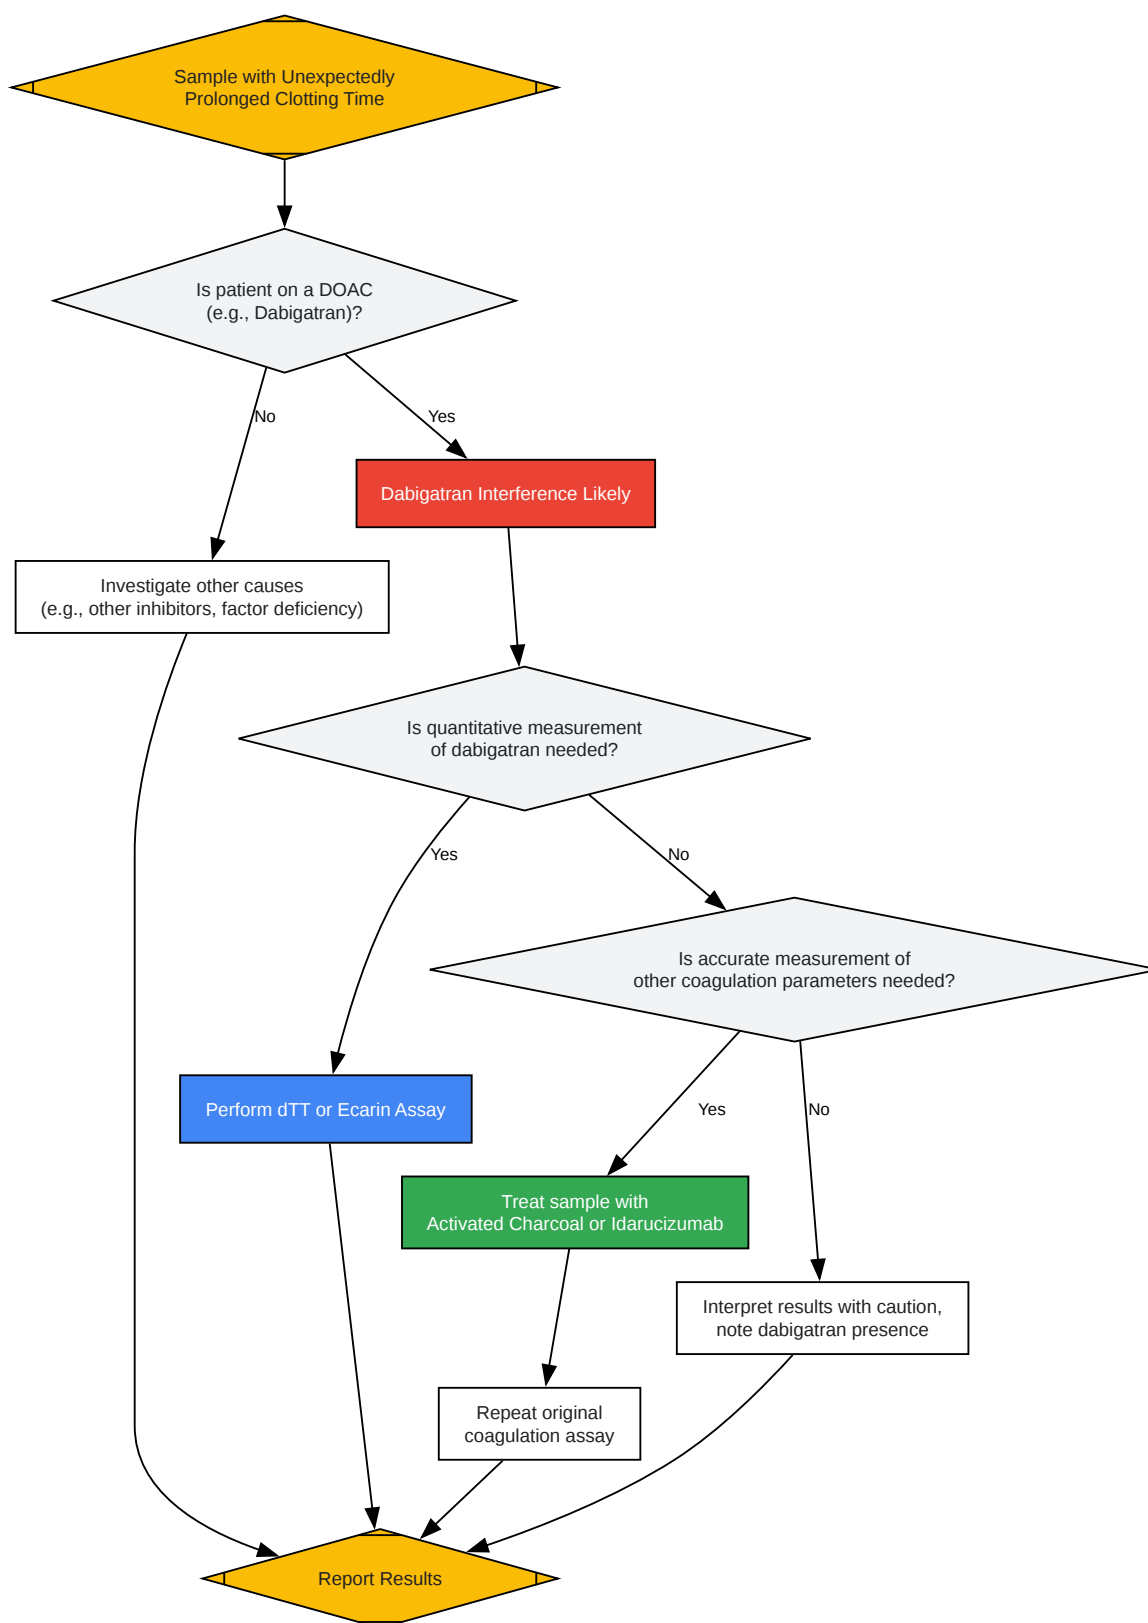 Sample with Unexpectedly
Prolonged Clotting Time
Is patient on a DOAC
(e.g., Dabigatran)?
No
Yes
Dabigatran Interference Likely
Investigate other causes
(e.g., other inhibitors, factor deficiency)
Is quantitative measurement
of dabigatran needed?
Yes
No
Is accurate measurement of
other coagulation parameters needed?
Perform dTT or Ecarin Assay
Yes
No
Treat sample with
Activated Charcoal or Idarucizumab
Interpret results with caution,
note dabigatran presence
Repeat original
coagulation assay
Report Results